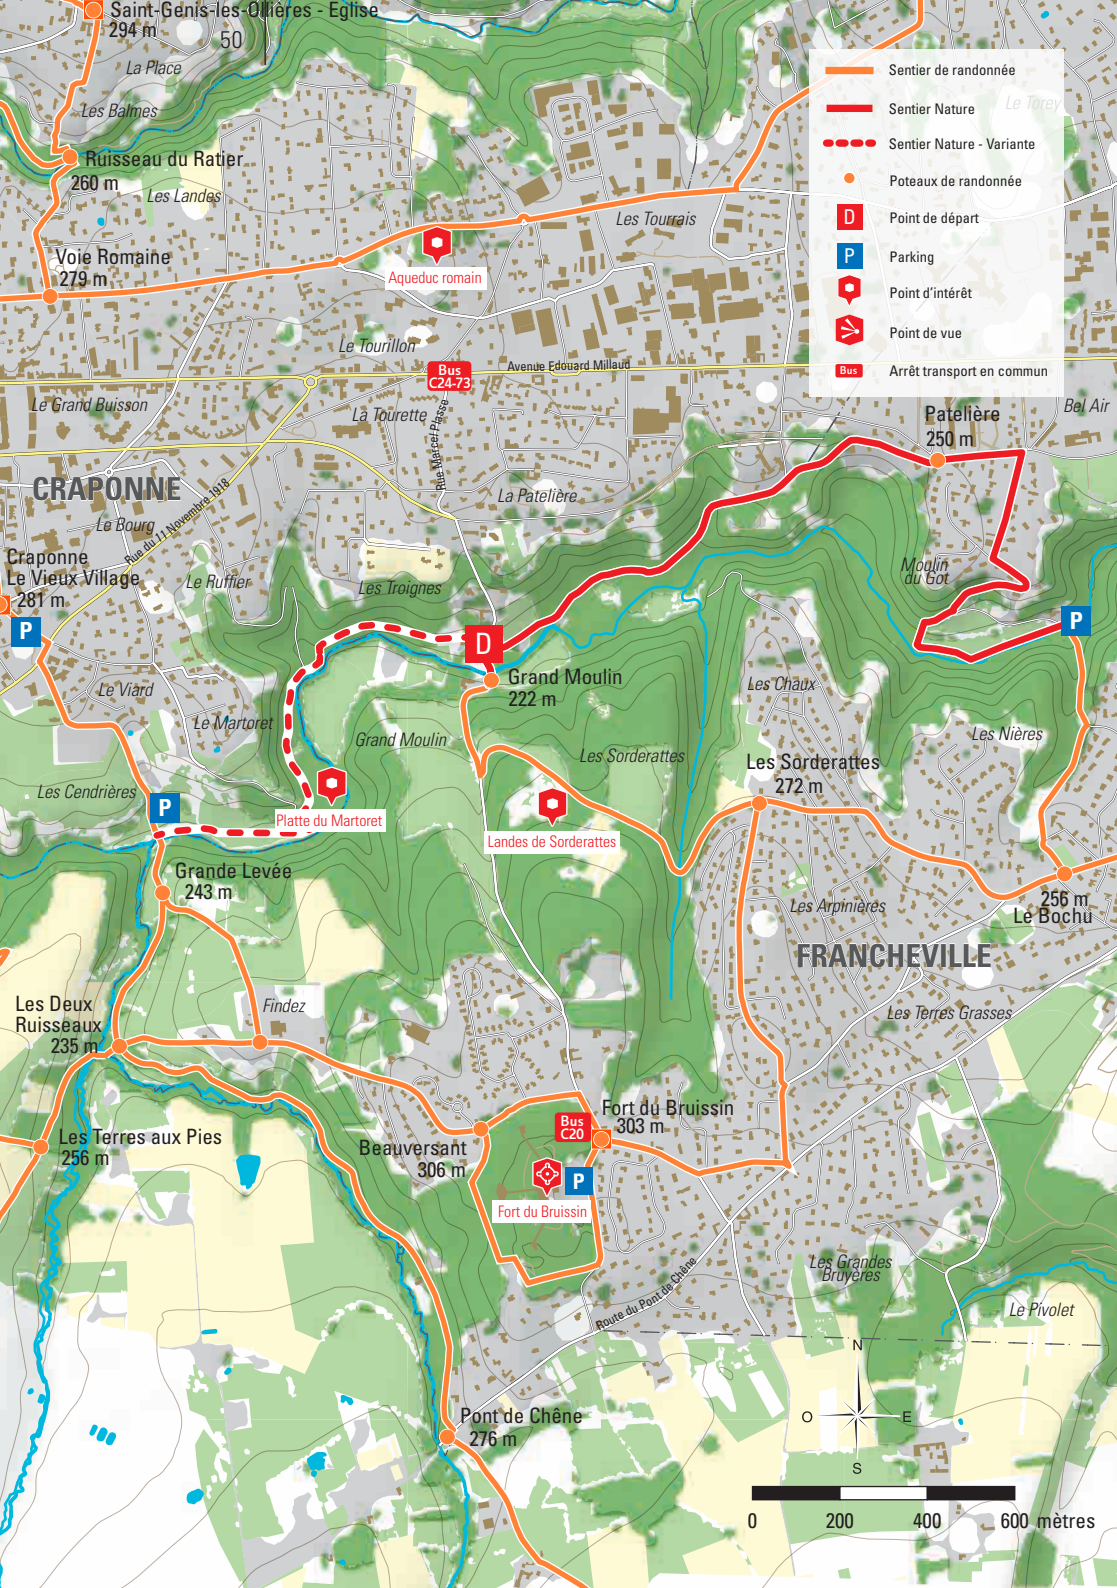 Saint-Genis-les-Ollières - Eglise
294 m
50
La Place
Les Balmes
Ruisseau du Ratier
260 m
Les Landes
Voie Romaine
279 m
Aqueduc romain
Les Tourrais
Le Torey
Sentier de randonnée
Sentier Nature
Sentier Nature - Variante
Poteaux de randonnée
D
Point de départ
P
Parking
Point d'intérêt
Point de vue
Bus
Arrêt transport en commun
Le Tourillon
Bus
C24-73
Avenue Edouard Millaud
Le Grand Buisson
La Tourette
Rue Marcel Plasse
Patelière
250 m
Bel Air
CRAPONNE
La Patelière
Le Bourg
Rue du 11 Novembre 1918
Craponne
Le Vieux Village
281 m
P
Le Ruffier
Les Troignes
Moulin
du Got
P
D
Grand Moulin
222 m
Le Viard
Le Martoret
Grand Moulin
Les Chaux
Les Sorderattes
Les Nières
Les Sorderattes
272 m
Les Cendrières
P
Platte du Martoret
Landes de Sorderattes
Grande Levée
243 m
Les Arpinières
256 m
Le Bochu
FRANCHEVILLE
Les Deux
Ruisseaux
235 m
Findez
Les Terres Grasses
Les Terres aux Pies
256 m
Beauversant
306 m
Bus
C20
Fort du Bruissin
303 m
P
Fort du Bruissin
Les Grandes
Bruyères
Route du Pont de Chêne
Le Pivolet
Pont de Chêne
276 m
N
O
E
S
0 200 400 600 mètres